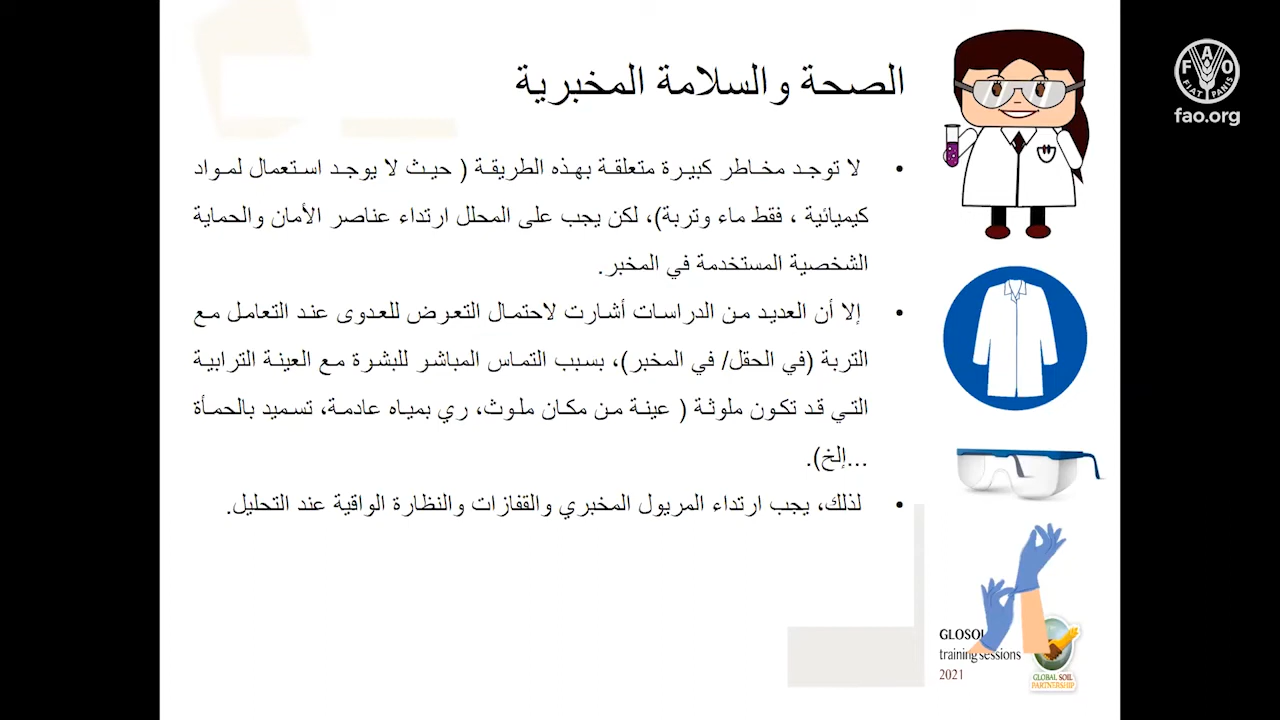 الصحة والسلامة المخبرية
• لا توجد مخاطر كبيرة متعلقة بهذه الطريقة ( حيث لا يوجد استعمال لمواد
كيميائية ، فقط ماء وتربة)، لكن يجب على المحلل ارتداء عناصر الأمان والحماية
الشخصية المستخدمة في المخبر.
• إلا أن العديد من الدراسات أشارت لاحتمال التعرض للعدوى عند التعامل مع
التربة (في الحقل/ في المخبر)، بسبب التماس المباشر للبشرة مع العينة الترابية
التي قد تكون ملوثة ( عينة من مكان ملوث، ري بمياه عادمة، تسميد بالحمأة
...إلخ).
• لذلك، يجب ارتداء المريول المخبري والقفازات والنظارة الواقية عند التحليل.
F A O
FIAT PANIS
fao.org
training sessions
2021
GLOBAL SOIL
PARTNERSHIP